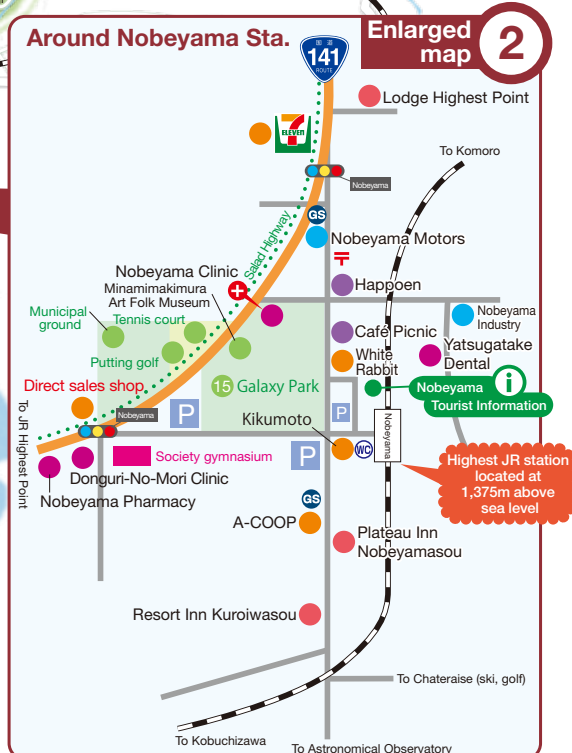 Around Nobeyama Sta.
Enlarged
map
2
国道
141
ROUTE
Lodge Highest Point
7
ELEVEN
To Komoro
Nobeyama
Salad Highway
GS
Nobeyama Motors
〒
Nobeyama Clinic
Happoen
Minamimakimura
Art Folk Museum
Municipal
ground
Tennis court
Nobeyama
Industry
Café Picnic
Yatsugatake
Dental
White
Rabbit
Putting golf
15 Galaxy Park
Nobeyama
Tourist Information
i
Direct sales shop
Nobeyama
P
P
Kikumoto
To JR Highest Point
Nobeyama
WC
P
Society gymnasium
Donguri-No-Mori Clinic
Nobeyama Pharmacy
Highest JR station
located at
1,375m above
sea level
GS
A-COOP
Plateau Inn
Nobeyamasou
Resort Inn Kuroiwasou
To Chateraise (ski, golf)
To Kobuchizawa
To Astronomical Observatory